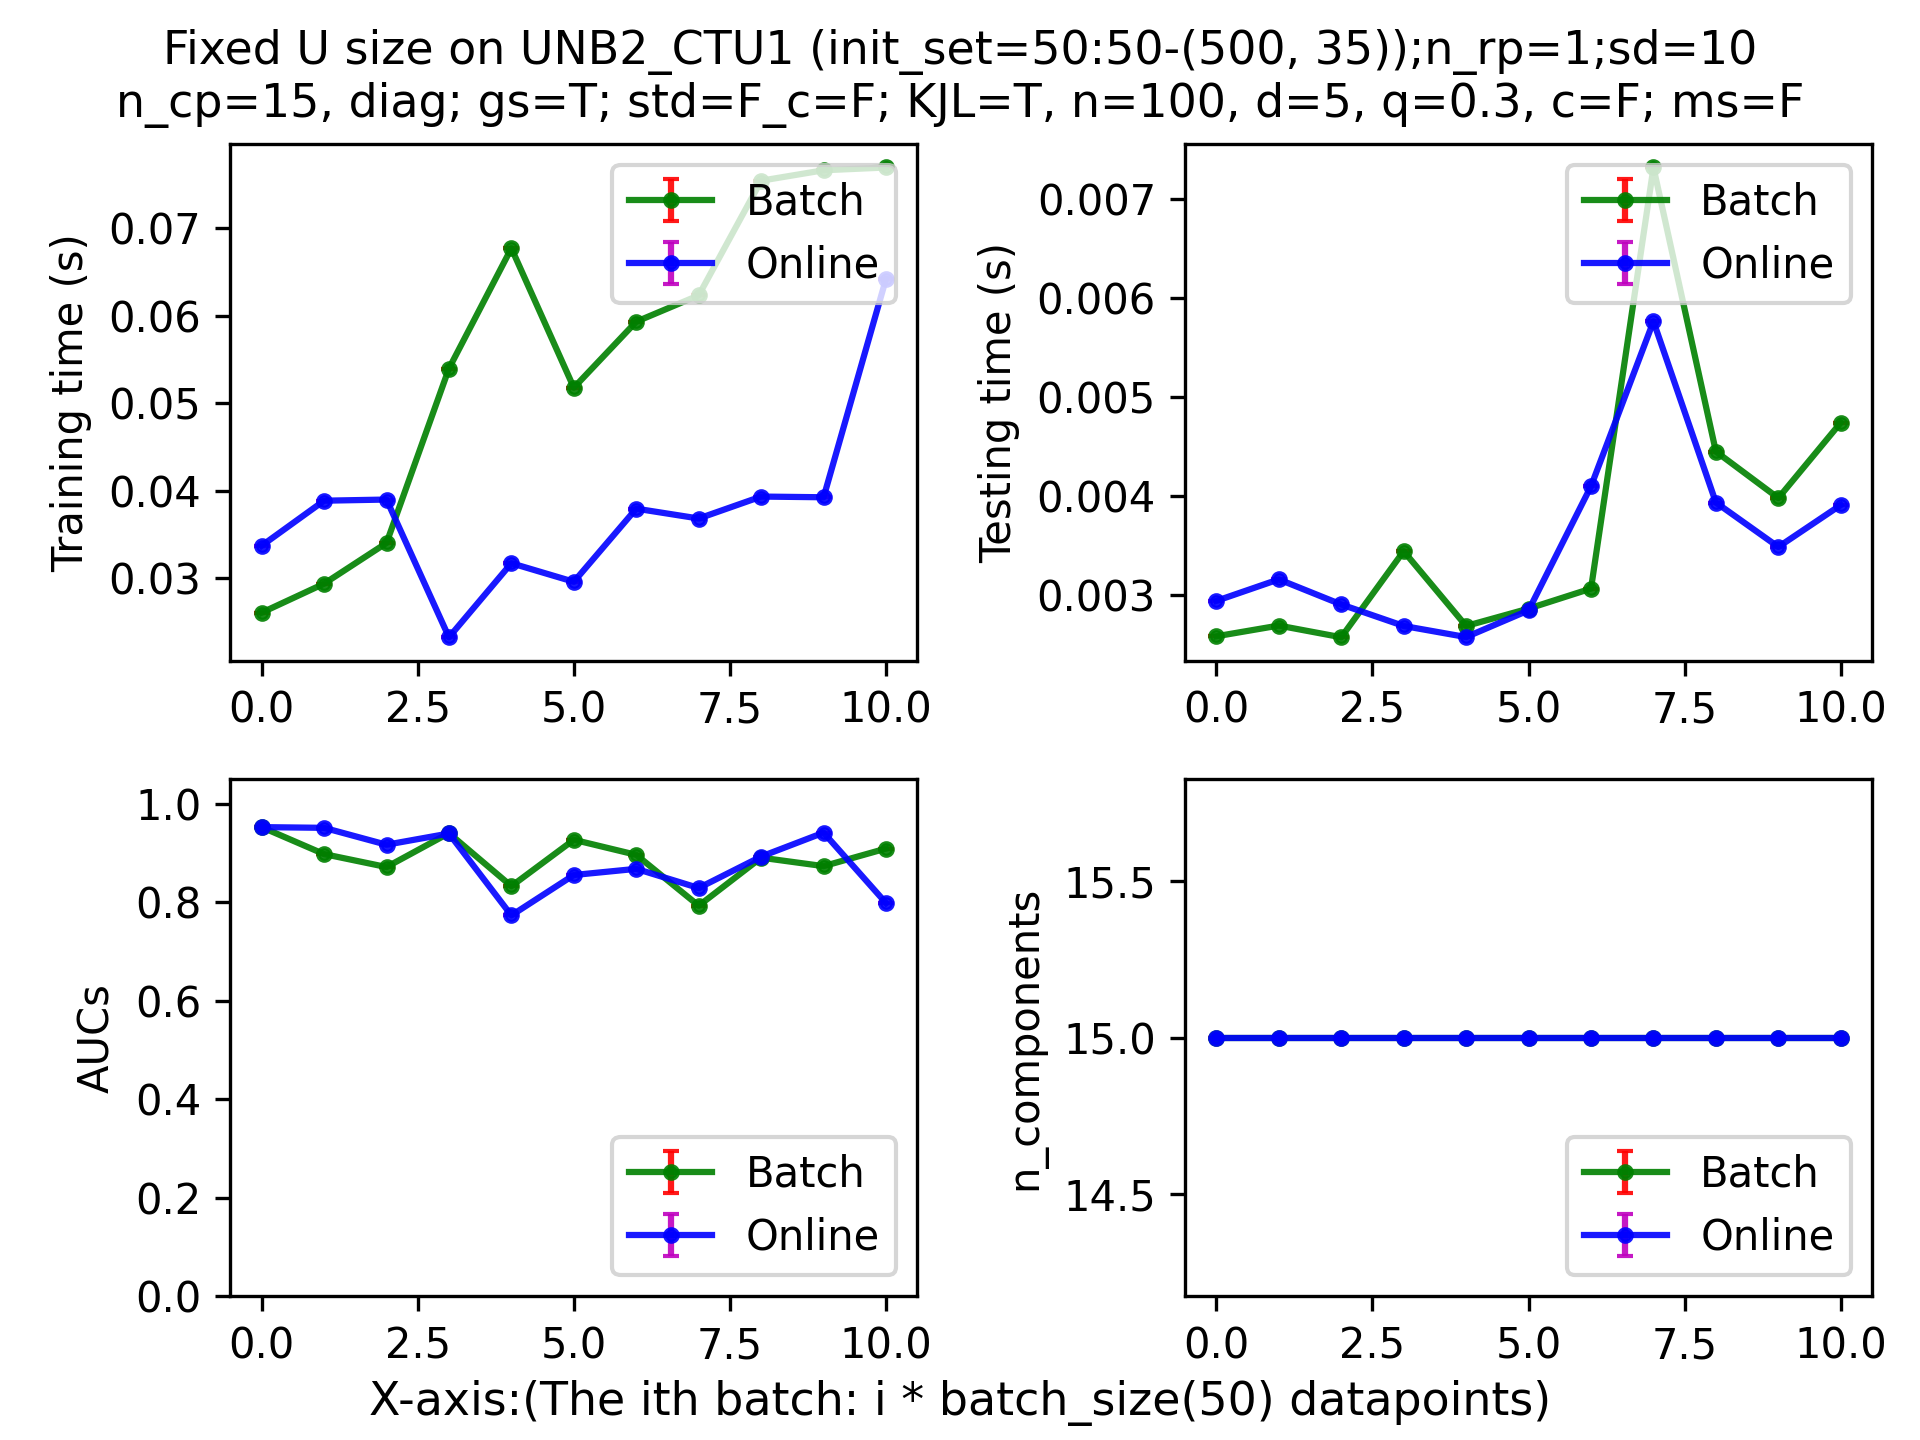 Fixed U size on UNB2_CTU1 (init_set=50:50-(500, 35));n_rp=1;sd=10
n_cp=15, diag; gs=T; std=F_c=F; KJL=T, n=100, d=5, q=0.3, c=F; ms=F
Training time (s)
0.07
0.06
0.05
0.04
0.03
0.0 2.5 5.0 7.5 10.0
Batch
Online
Testing time (s)
0.007
0.006
0.005
0.004
0.003
0.0 2.5 5.0 7.5 10.0
Batch
Online
AUCs
1.0
0.8
0.6
0.4
0.2
0.0
0.0 2.5 5.0 7.5 10.0
Batch
Online
n_components
15.5
15.0
14.5
0.0 2.5 5.0 7.5 10.0
Batch
Online
X-axis:(The ith batch: i * batch_size(50) datapoints)